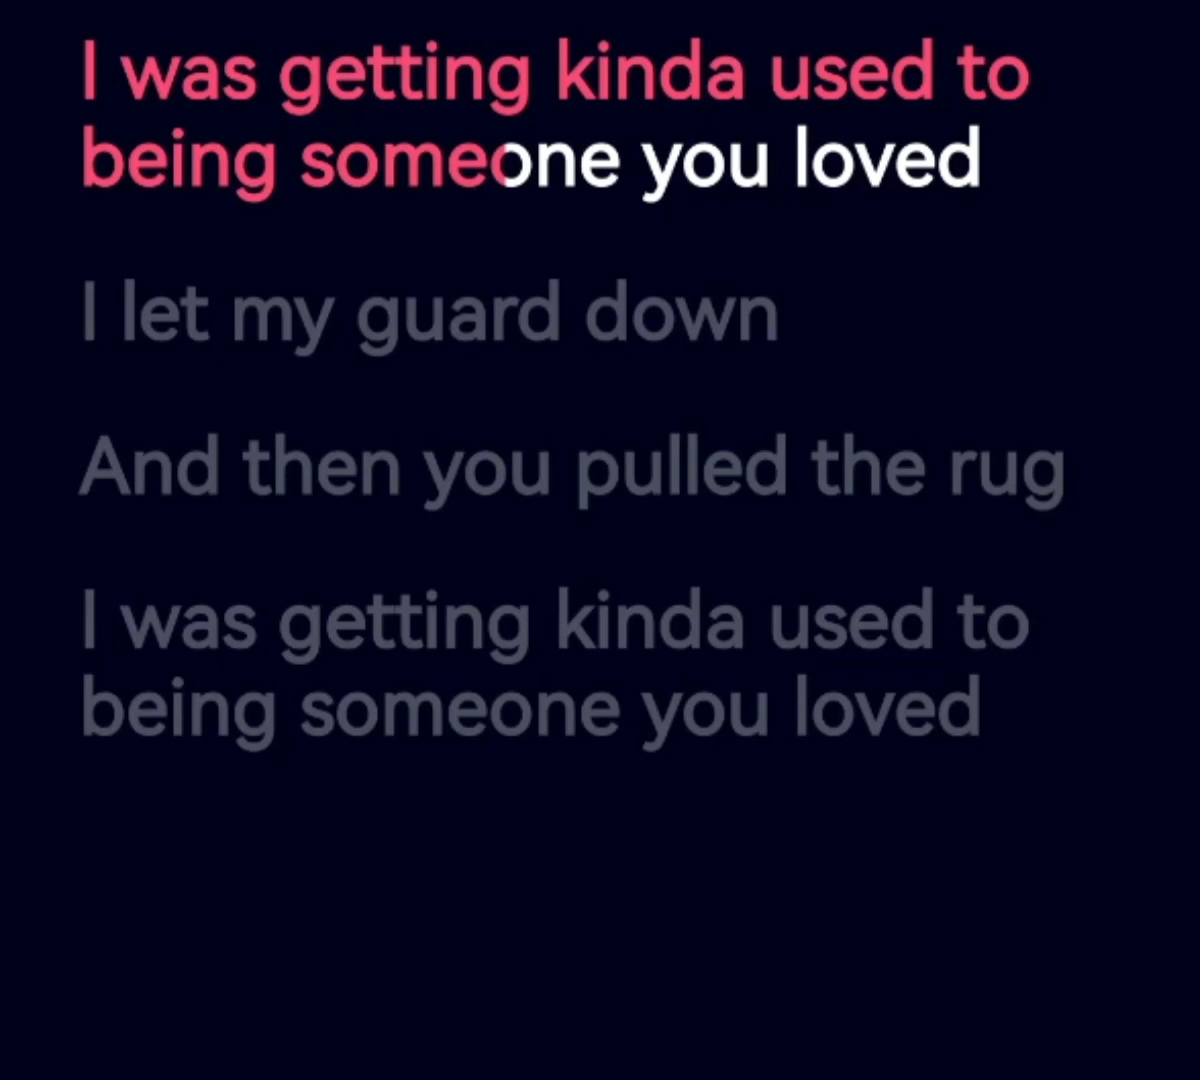 I was getting kinda used to
being someone you loved
I let my guard down
And then you pulled the rug
I was getting kinda used to
being someone you loved